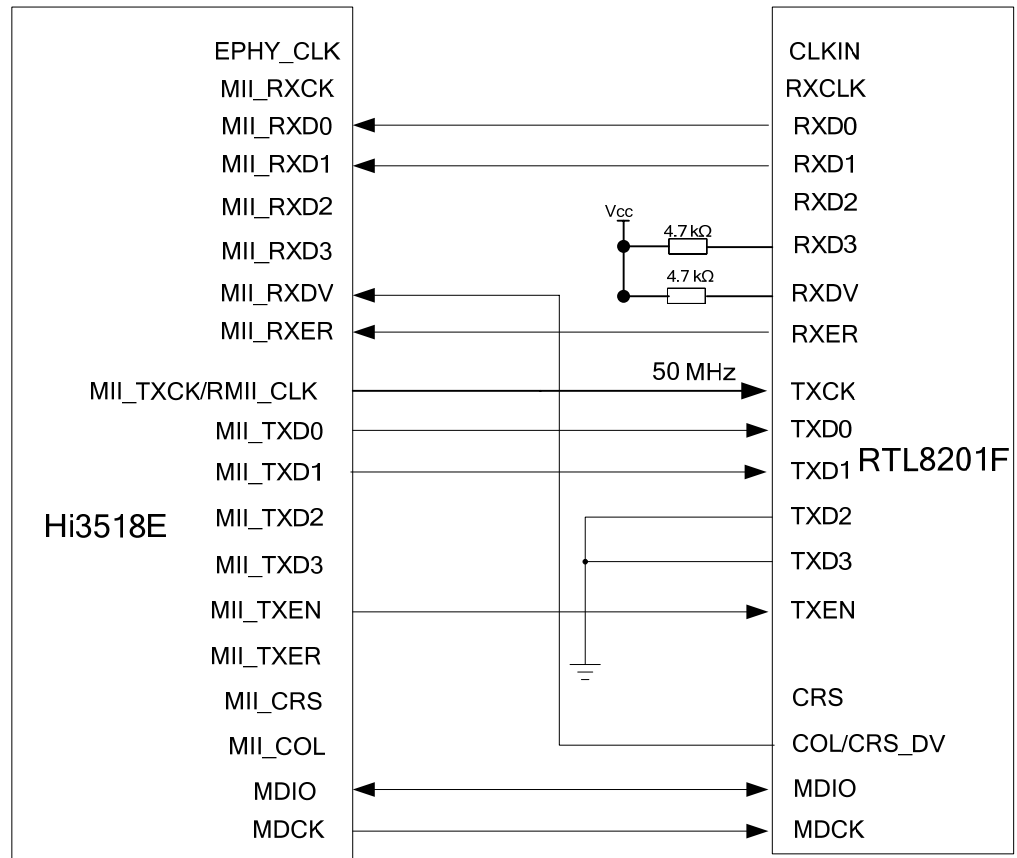 EPHY_CLK
CLKIN
MII_RXCK
RXCLK
MII_RXD0
RXD0
MII_RXD1
RXD1
MII_RXD2
RXD2
Vcc
4.7 kΩ
MII_RXD3
RXD3
4.7 kΩ
MII_RXDV
RXDV
MII_RXER
RXER
50 MHz
MII_TXCK/RMII_CLK
TXCK
MII_TXD0
TXD0
MII_TXD1
TXD1
RTL8201F
Hi3518E
MII_TXD2
TXD2
MII_TXD3
TXD3
MII_TXEN
TXEN
MII_TXER
MII_CRS
CRS
MII_COL
COL/CRS_DV
MDIO
MDIO
MDCK
MDCK